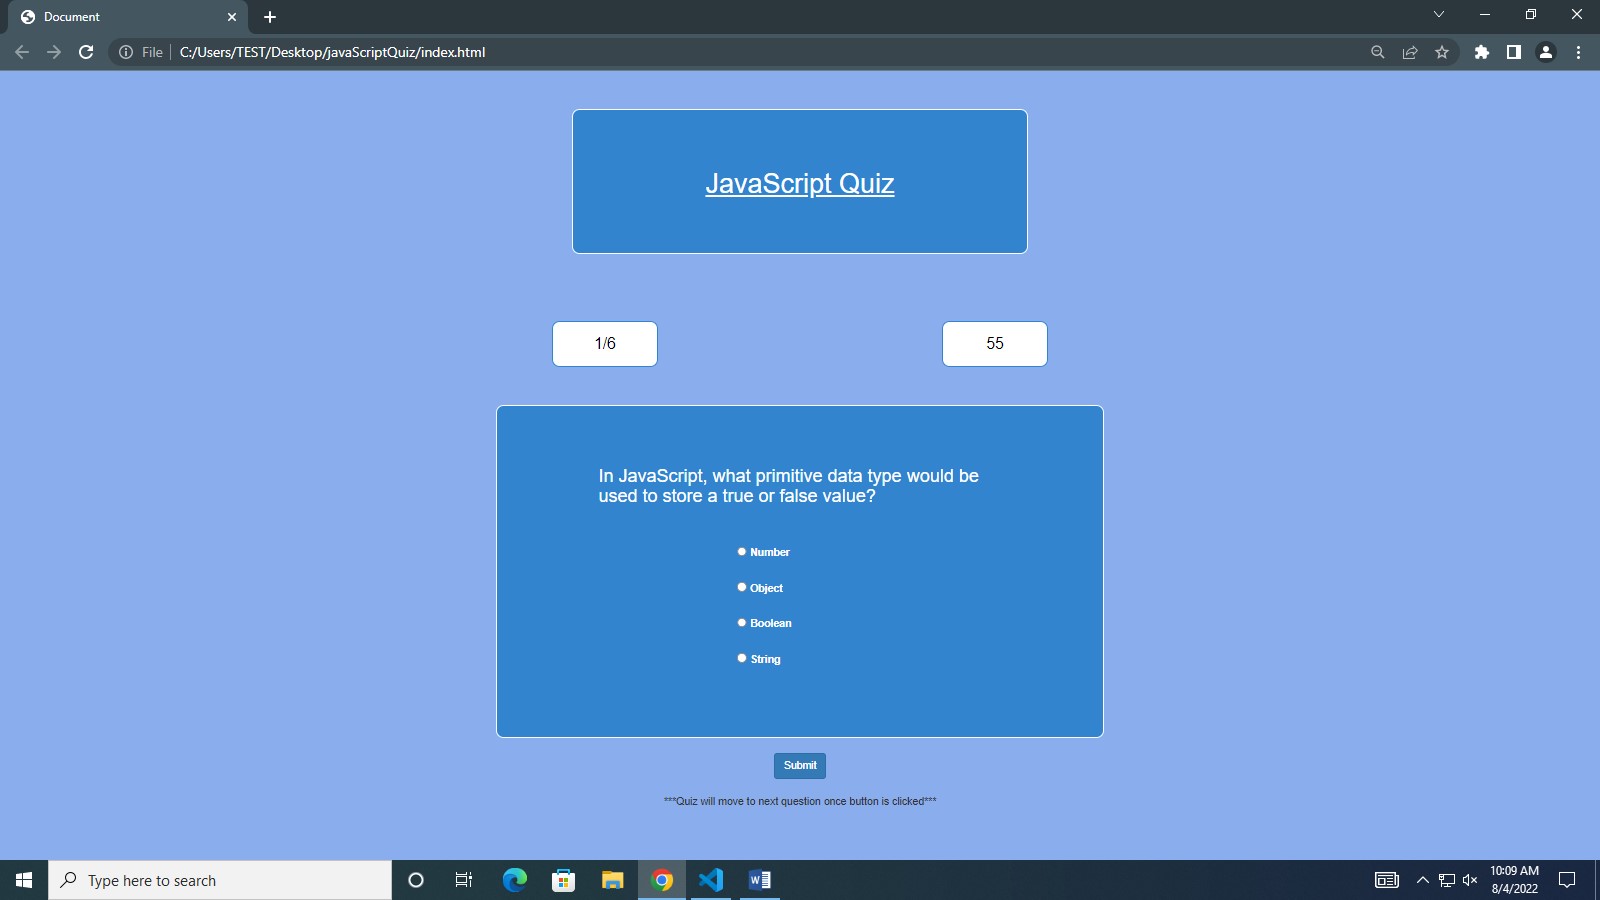 Document
File
C:/Users/TEST/Desktop/javaScriptQuiz/index.html
JavaScript Quiz
1/6
55
In JavaScript, what primitive data type would be
used to store a true or false value?
Number
Object
Boolean
String
Submit
***Quiz will move to next question once button is clicked***
Type here to search
W
10:09 AM
8/4/2022